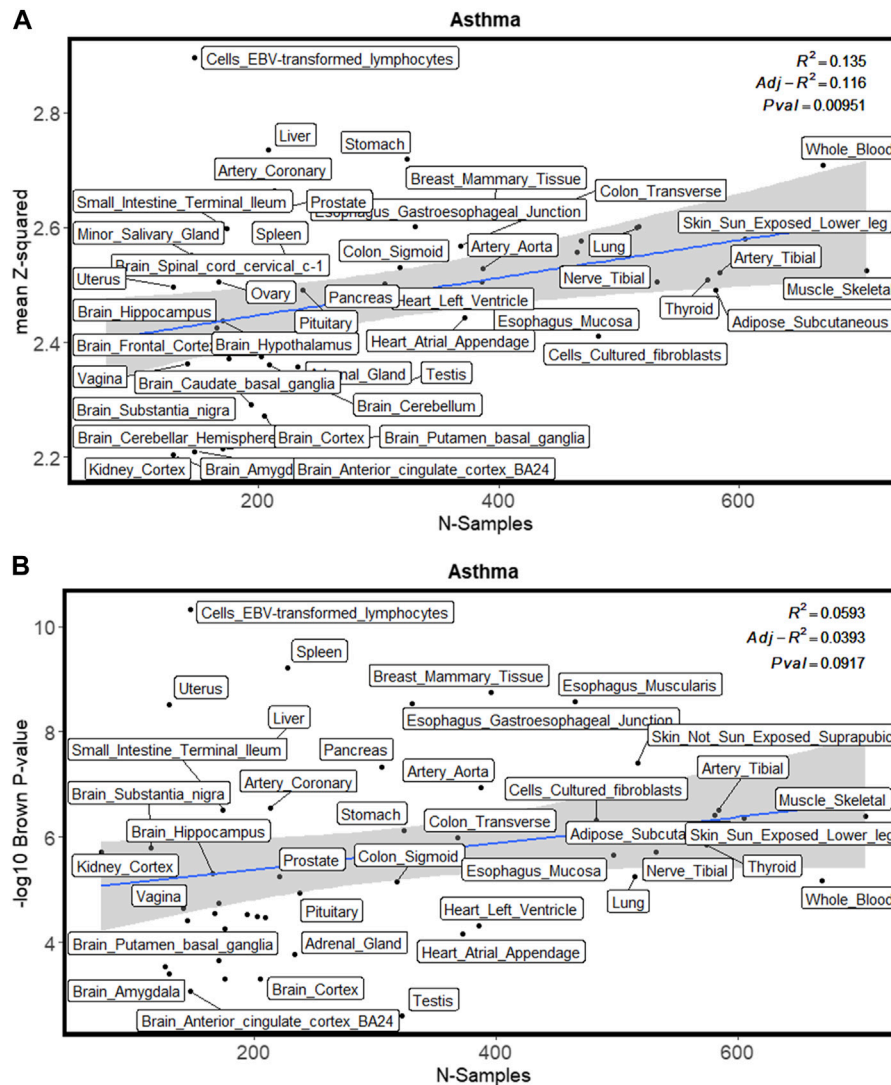 A
Asthma
Cells_EBV-transformed_lymphocytes
R² = 0.135
Adj − R² = 0.116
Pval = 0.00951
2.8
Liver
Stomach
Whole_Blood
Artery_Coronary
Breast_Mammary_Tissue
Small_Intestine_Terminal_Ileum
Prostate
Colon_Transverse
Esophagus_Gastroesophageal_Junction
2.6
Minor_Salivary_Gland
Spleen
Skin_Sun_Exposed_Lower_leg
Colon_Sigmoid
Artery_Aorta
Lung
Brain_Spinal_cord_cervical_c-1
Artery_Tibial
Uterus
Ovary
Nerve_Tibial
Pancreas
Heart_Left_Ventricle
Muscle_Skeletal
Brain_Hippocampus
Pituitary
Esophagus_Mucosa
Thyroid
Adipose_Subcutaneous
2.4
Brain_Frontal_Cortex
Brain_Hypothalamus
Heart_Atrial_Appendage
Cells_Cultured_fibroblasts
Vagina
Adrenal_Gland
Testis
Brain_Caudate_basal_ganglia
Brain_Substantia_nigra
Brain_Cerebellum
Brain_Cerebellar_Hemisphere
Brain_Cortex
Brain_Putamen_basal_ganglia
2.2
Kidney_Cortex
Brain_Amygd
Brain_Anterior_cingulate_cortex_BA24
mean Z-squared
200
400
600
N-Samples
B
Asthma
10
Cells_EBV-transformed_lymphocytes
R² = 0.0593
Adj − R² = 0.0393
Pval = 0.0917
Spleen
Uterus
Breast_Mammary_Tissue
Esophagus_Muscularis
8
Liver
Esophagus_Gastroesophageal_Junction
Small_Intestine_Terminal_Ileum
Pancreas
Skin_Not_Sun_Exposed_Suprapubic
Brain_Substantia_nigra
Artery_Coronary
Artery_Aorta
Artery_Tibial
Cells_Cultured_fibroblasts
Muscle_Skeletal
Brain_Hippocampus
Stomach
Colon_Transverse
6
Adipose_Subcuta
Skin_Sun_Exposed_Lower_leg
Kidney_Cortex
Prostate
Colon_Sigmoid
Esophagus_Mucosa
Nerve_Tibial
Thyroid
Vagina
Pituitary
Lung
Whole_Blood
Heart_Left_Ventricle
4
Brain_Putamen_basal_ganglia
Adrenal_Gland
Heart_Atrial_Appendage
Brain_Amygdala
Brain_Cortex
Testis
Brain_Anterior_cingulate_cortex_BA24
-log10 Brown P-value
200
400
600
N-Samples